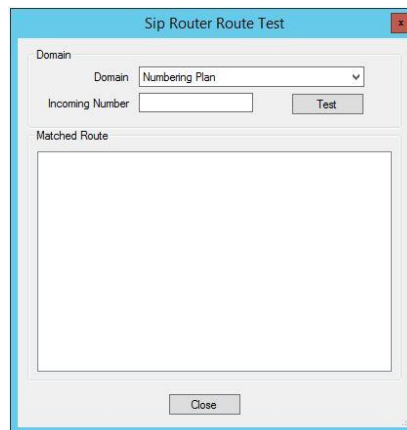 Sip Router Route Test
x
Domain
Domain Numbering Plan
Incoming Number Test
Matched Route
Close